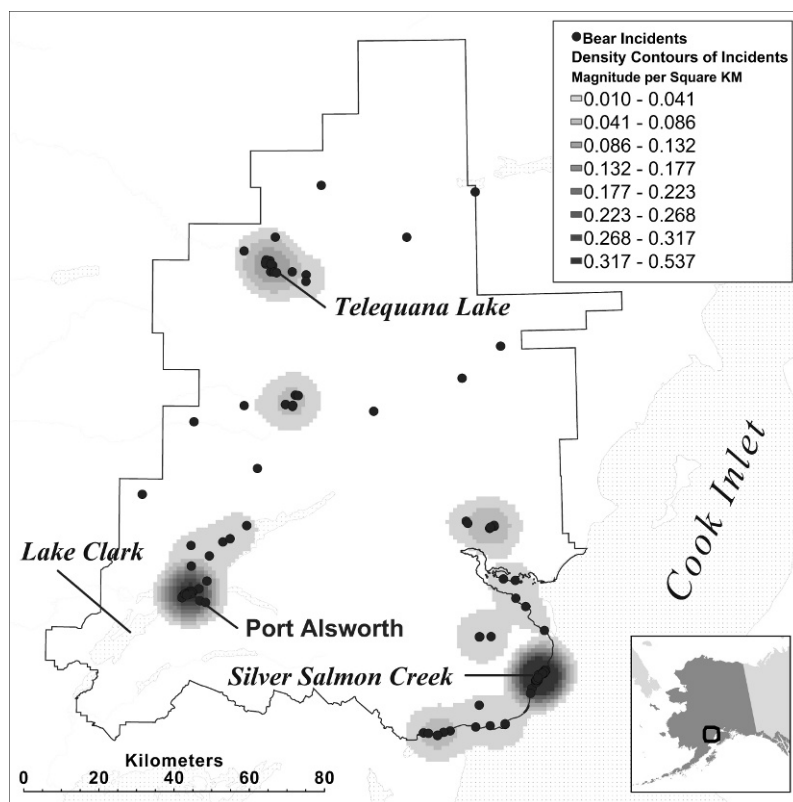 Bear Incidents
Density Contours of Incidents
Magnitude per Square KM
0.010 - 0.041
0.041 - 0.086
0.086 - 0.132
0.132 - 0.177
0.177 - 0.223
0.223 - 0.268
0.268 - 0.317
0.317 - 0.537
Telequana Lake
Cook Inlet
Lake Clark
Port Alsworth
Silver Salmon Creek
Kilometers
0 20 40 60 80